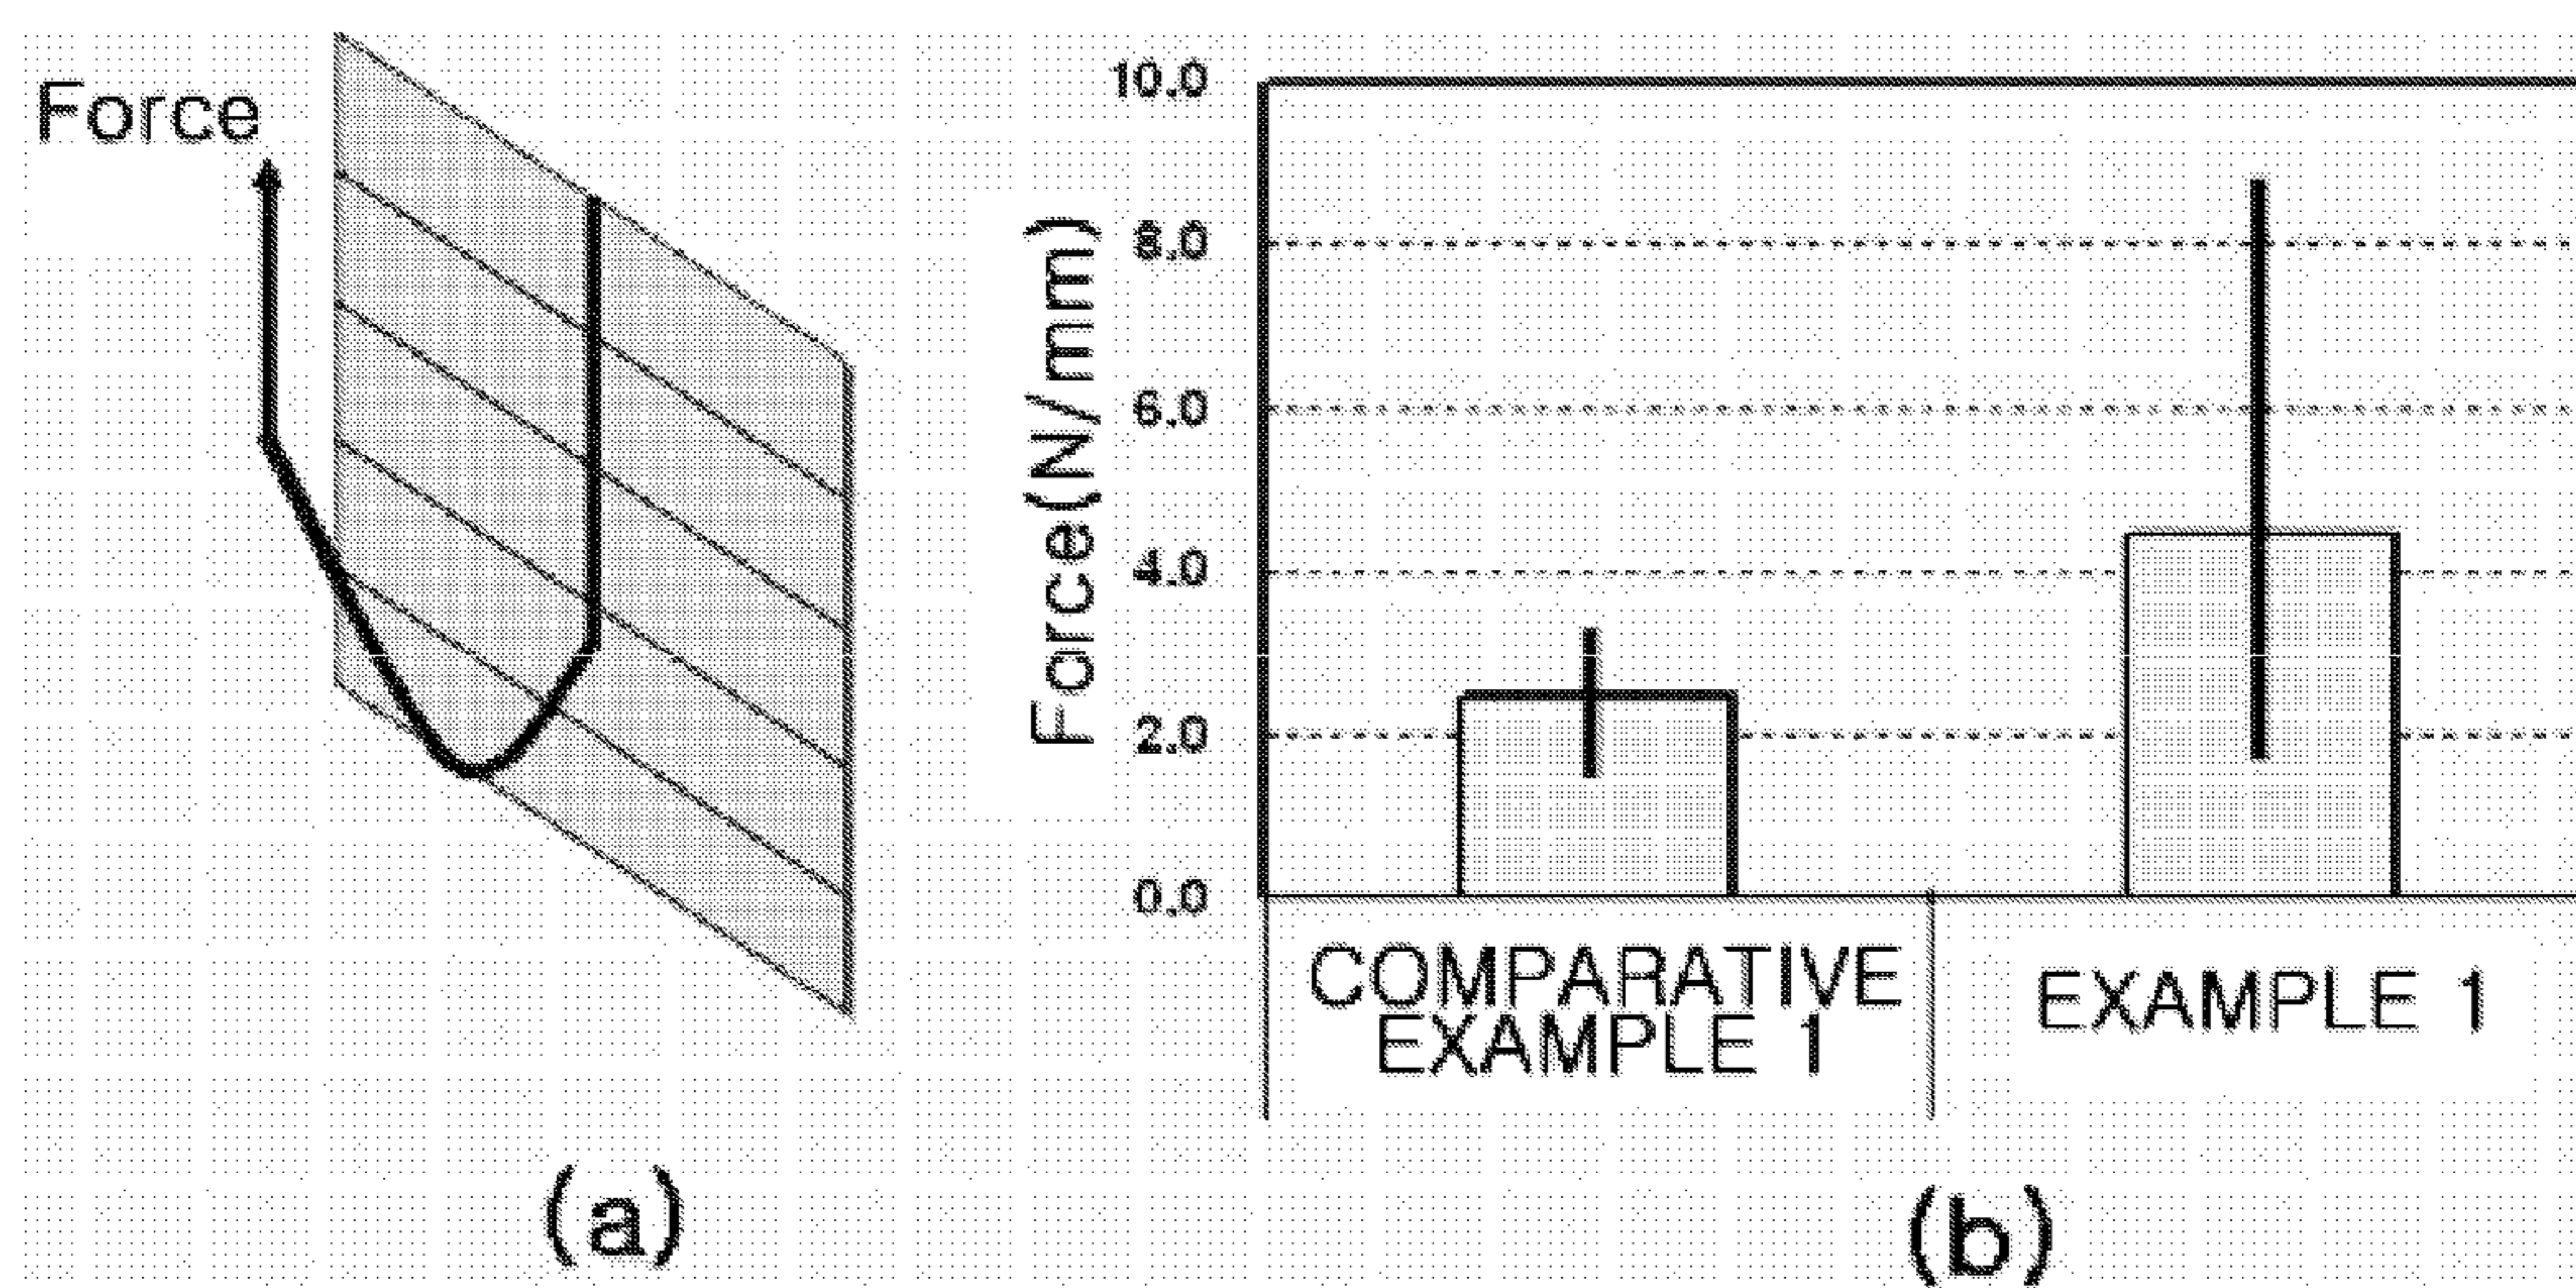 Force
Force(N/mm)
10.0
8.0
6.0
4.0
2.0
0.0
COMPARATIVE
EXAMPLE 1
EXAMPLE 1
(a)
(b)